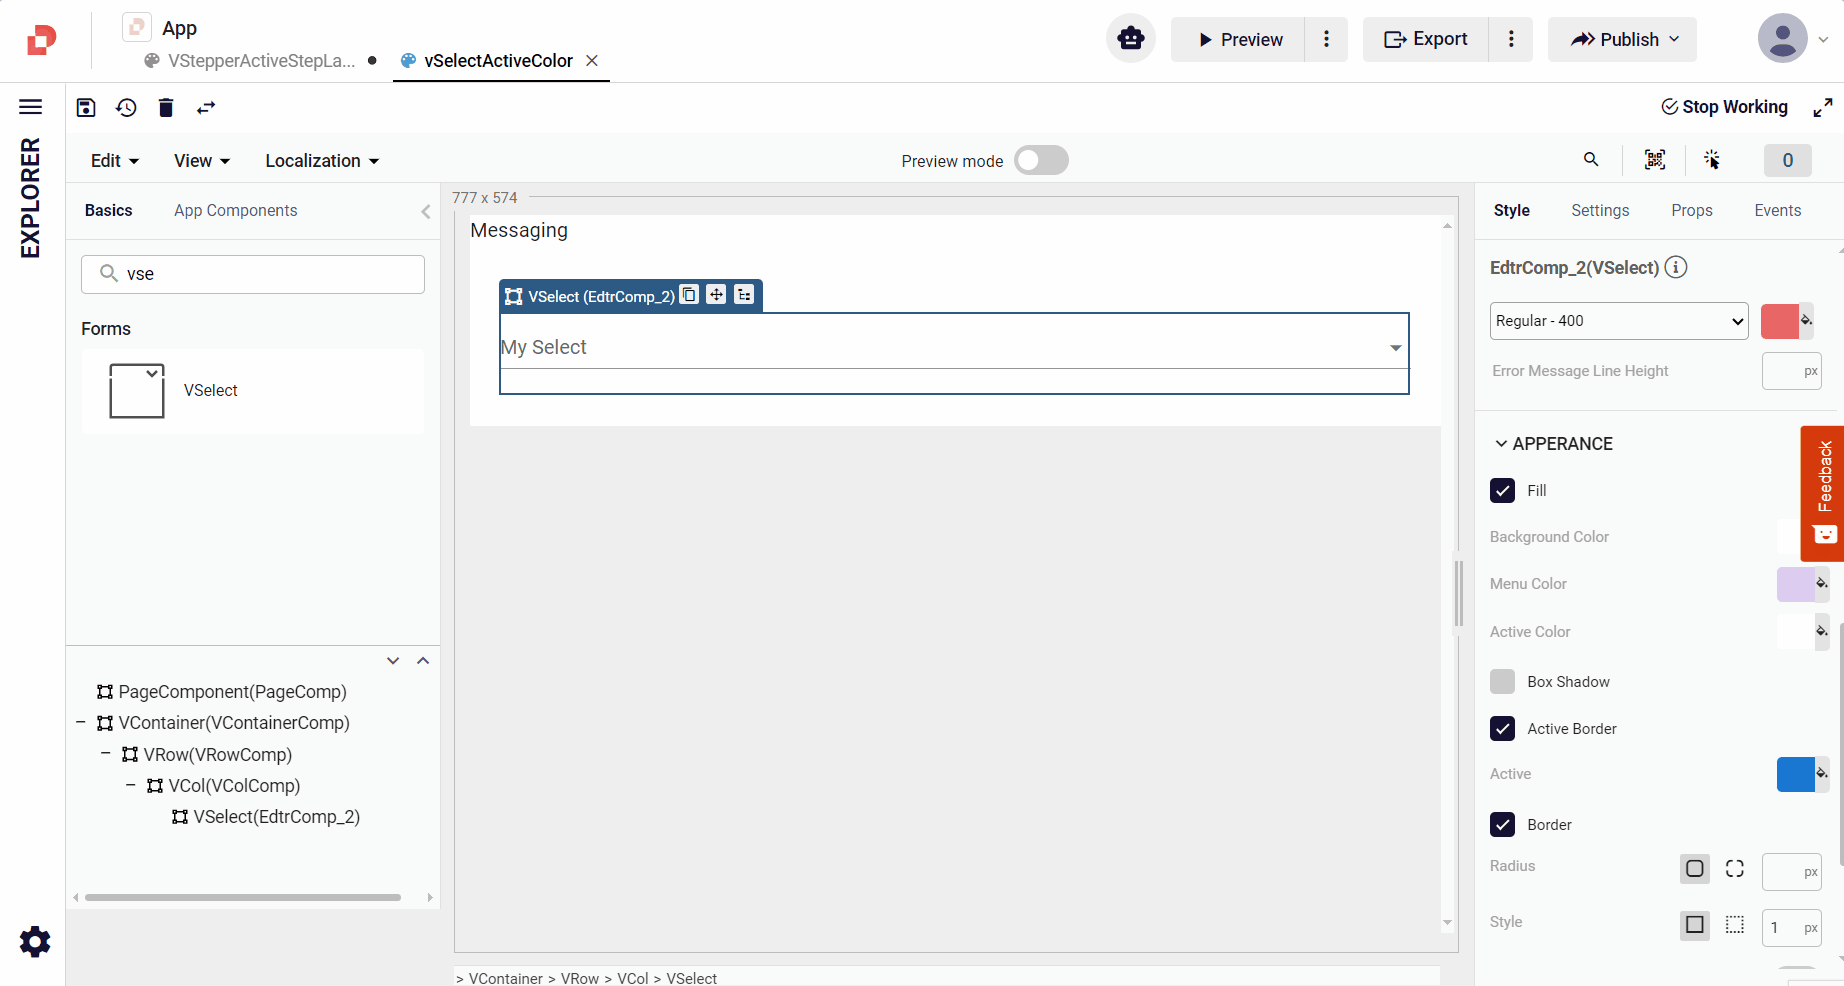 App
VStepperActiveStepLa...
vSelectActiveColor
Preview
Export
Publish
Stop Working
EXPLORER
Edit
View
Localization
Preview mode
0
Basics
App Components
vse
Forms
VSelect
PageComponent(PageComp)
VContainer(VContainerComp)
VRow(VRowComp)
VCol(VColComp)
VSelect(EdtrComp_2)
777 x 574
Messaging
VSelect (EdtrComp_2)
My Select
> VContainer > VRow > VCol > VSelect
Style
Settings
Props
Events
EdtrComp_2(VSelect)
Regular - 400
Error Message Line Height
px
APPERANCE
Fill
Background Color
Menu Color
Active Color
Box Shadow
Active Border
Active
Border
Radius
px
Style
1 px
Feedback